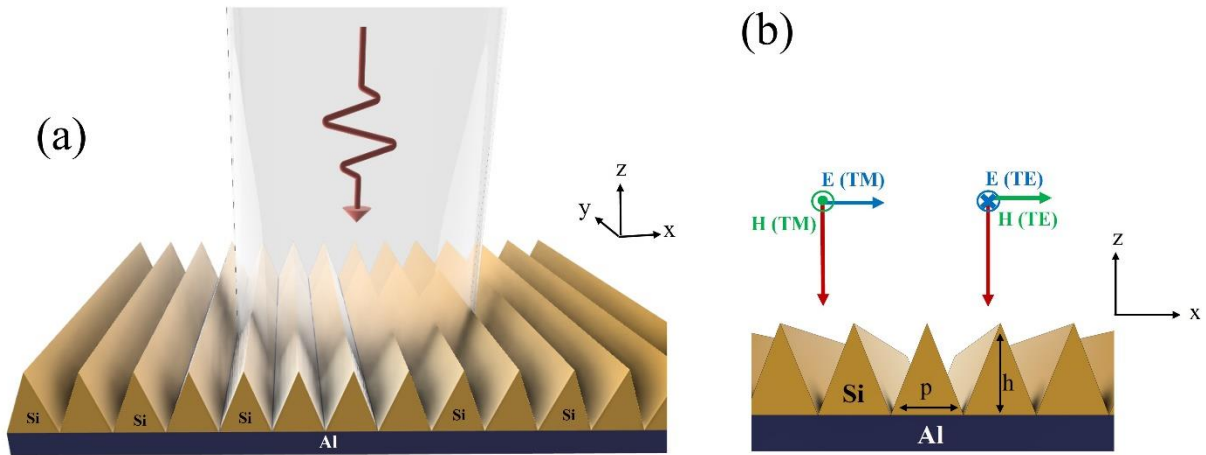 (a)
z
y
x
Si
Si
Si
Si
Si
Al
(b)
E (TM)
H (TM)
E (TE)
H (TE)
z
x
Si
p
h
Al